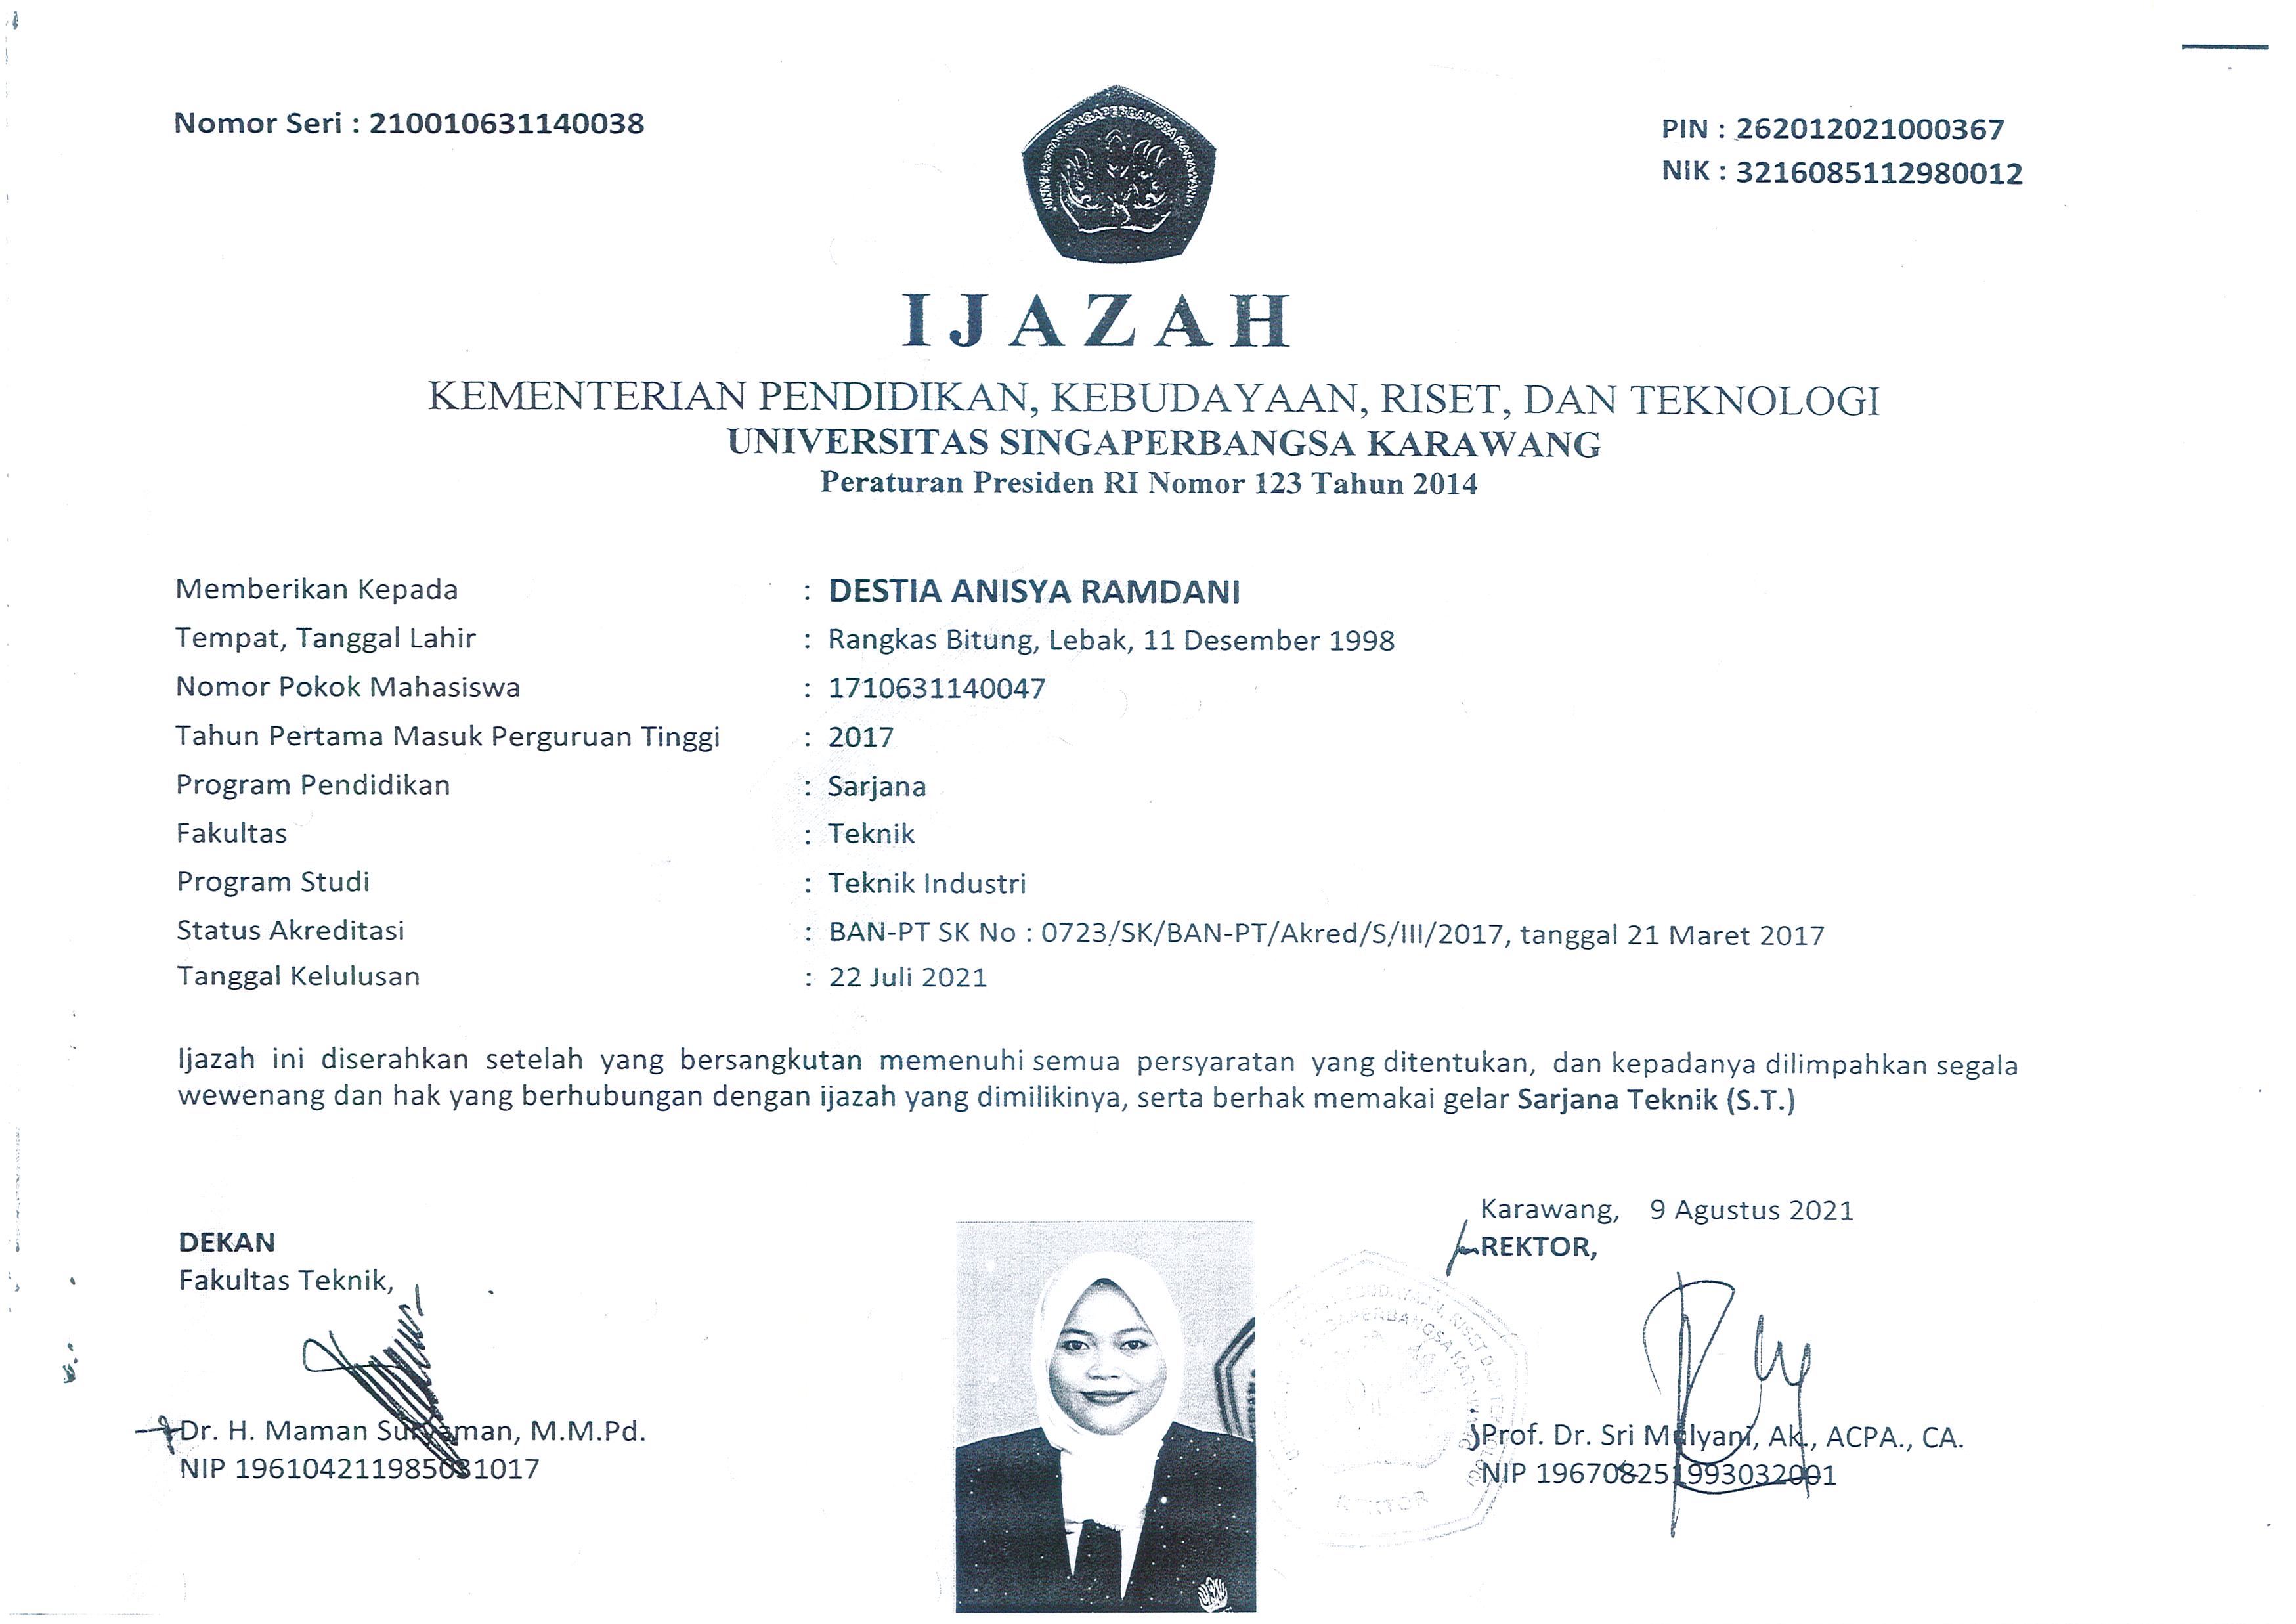 Nomor Seri : 210010631140038
PIN : 262012021000367
NIK : 3216085112980012
UNIVERSITAS SINGAPERBANGSA KARAWANG
IJAZAH
KEMENTERIAN PENDIDIKAN, KEBUDAYAAN, RISET, DAN TEKNOLOGI
UNIVERSITAS SINGAPERBANGSA KARAWANG
Peraturan Presiden RI Nomor 123 Tahun 2014
Memberikan Kepada : DESTIA ANISYA RAMDANI
Tempat, Tanggal Lahir : Rangkas Bitung, Lebak, 11 Desember 1998
Nomor Pokok Mahasiswa : 1710631140047
Tahun Pertama Masuk Perguruan Tinggi : 2017
Program Pendidikan : Sarjana
Fakultas : Teknik
Program Studi : Teknik Industri
Status Akreditasi : BAN-PT SK No : 0723/SK/BAN-PT/Akred/S/III/2017, tanggal 21 Maret 2017
Tanggal Kelulusan : 22 Juli 2021
Ijazah ini diserahkan setelah yang bersangkutan memenuhi semua persyaratan yang ditentukan, dan kepadanya dilimpahkan segala
wewenang dan hak yang berhubungan dengan ijazah yang dimilikinya, serta berhak memakai gelar Sarjana Teknik (S.T.)
Karawang, 9 Agustus 2021
REKTOR,
DEKAN
Fakultas Teknik,
REKTOR
Dr. H. Maman Suryaman, M.M.Pd.
NIP 196104211985031017
Prof. Dr. Sri Mulyani, Ak., ACPA., CA.
NIP 196708251993032001